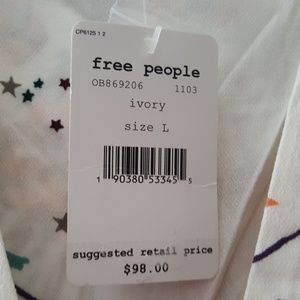 CP6125 1 2
free people
OB869206 1103
ivory
size L
1 90380 53345 5
suggested retail price
$98.00